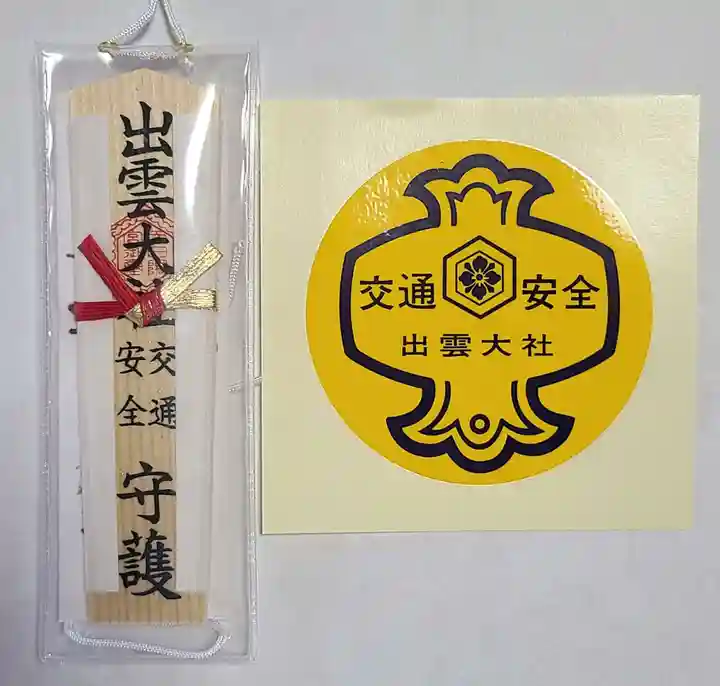 出雲大社
交通
安全
守護
交通 安全
出雲大社